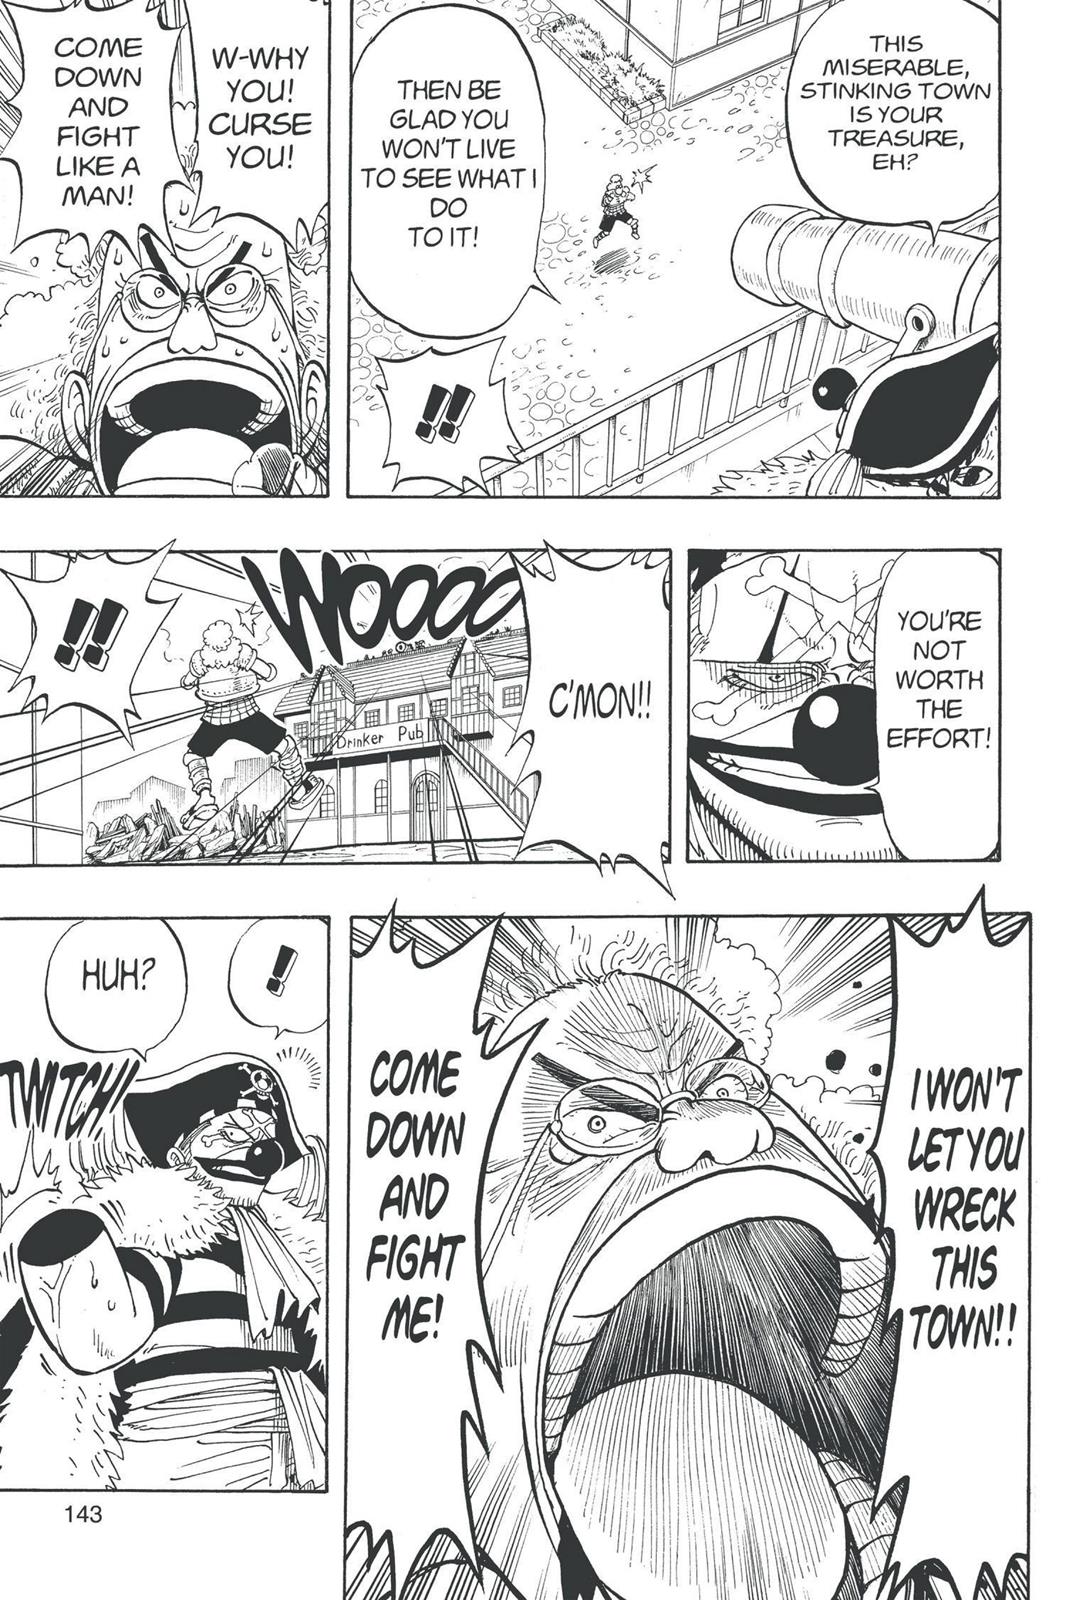 THIS
MISERABLE,
STINKING TOWN
IS YOUR
TREASURE,
EH?
THEN BE
GLAD YOU
WON'T LIVE
TO SEE WHAT I
DO
TO IT!
!!
W-WHY
YOU!
CURSE
YOU!
COME
DOWN
AND
FIGHT
LIKE A
MAN!
YOU'RE
NOT
WORTH
THE
EFFORT!
C'MON!!
WOOOO
Drinker Pub
!!
I WON'T
LET YOU
WRECK
THIS
TOWN!!
COME
DOWN
AND
FIGHT
ME!
!
HUH?
TWITCH!
143